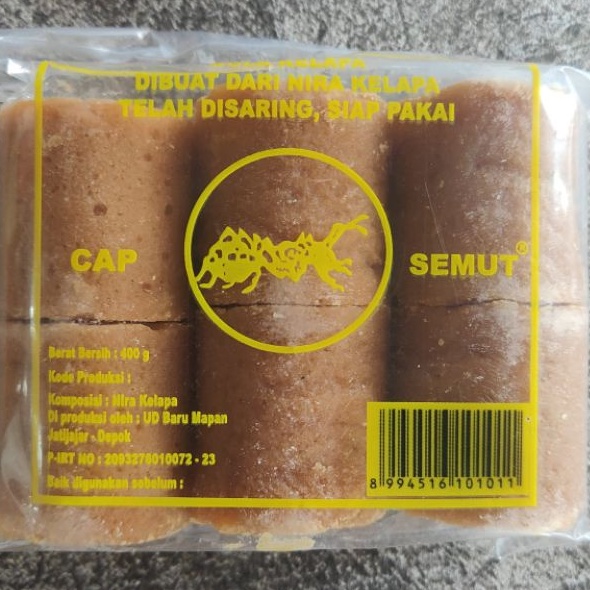 DIBUAT DARI NIRA KELAPA
TELAH DISARING, SIAP PAKAI
CAP SEMUT®
Berat Bersih : 400 g
Kode Produksi :
Komposisi : Nira Kelapa
Di produksi oleh : UD Baru Mapan
Jatijajar - Depok
P-IRT NO : 2093276010072 - 23
Baik digunakan sebelum :
8 994516 101011